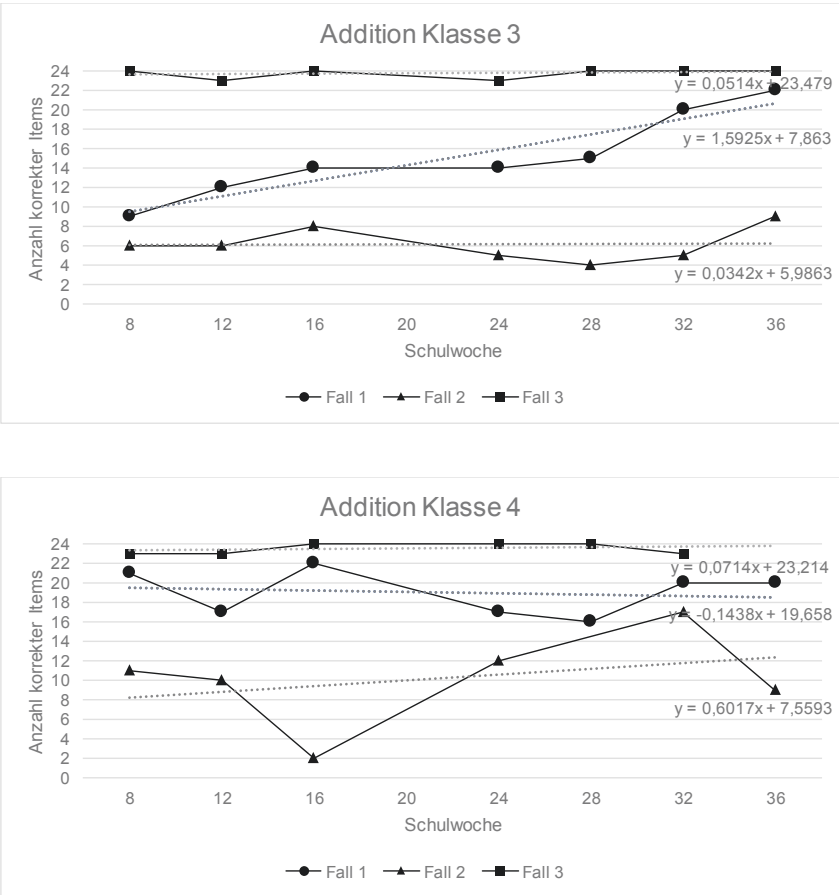 Addition Klasse 3
24
22
20
18
16
14
12
10
8
6
4
2
0
Anzahl korrekter Items
y = 0,0514x + 23,479
y = 1,5925x + 7,863
y = 0,0342x + 5,9863
8 12 16 20 24 28 32 36
Schulwoche
Fall 1 Fall 2 Fall 3
Addition Klasse 4
24
22
20
18
16
14
12
10
8
6
4
2
0
Anzahl korrekter Items
y = 0,0714x + 23,214
y = -0,1438x + 19,658
y = 0,6017x + 7,5593
8 12 16 20 24 28 32 36
Schulwoche
Fall 1 Fall 2 Fall 3